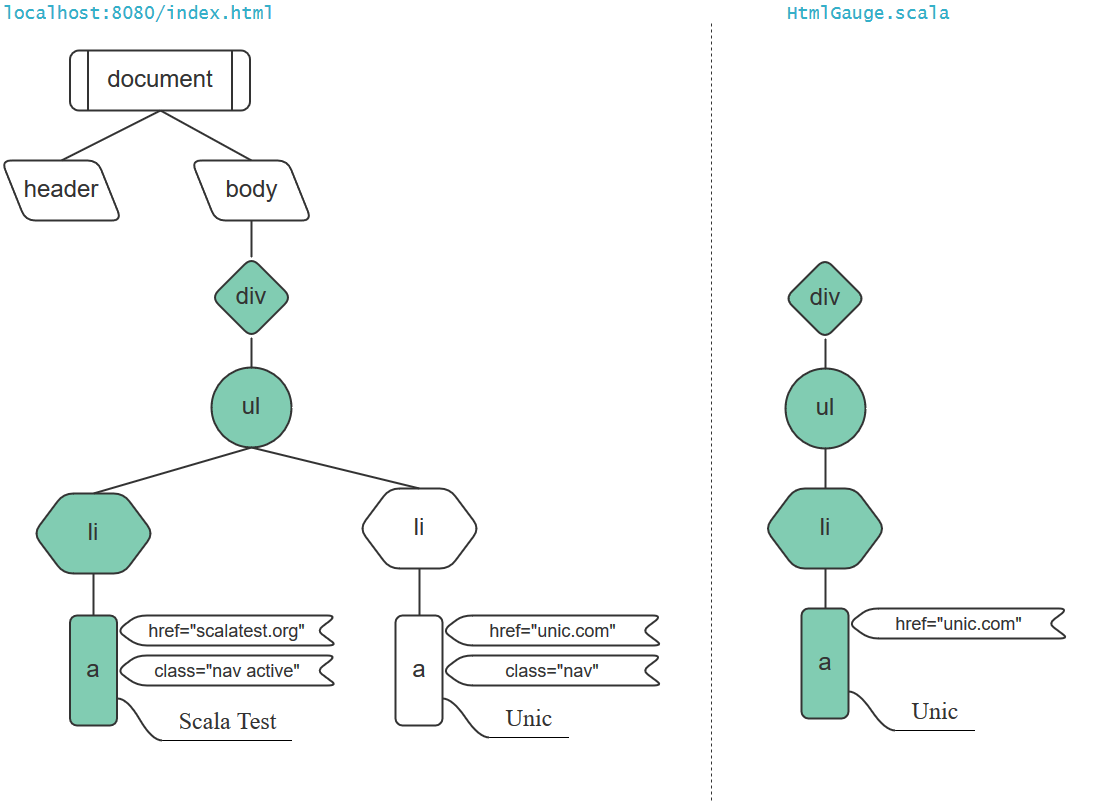 localhost:8080/index.html
HtmlGauge.scala
document
header
body
div
ul
li
li
a
href="scalatest.org"
class="nav active"
Scala Test
a
href="unic.com"
class="nav"
Unic
div
ul
li
a
href="unic.com"
Unic